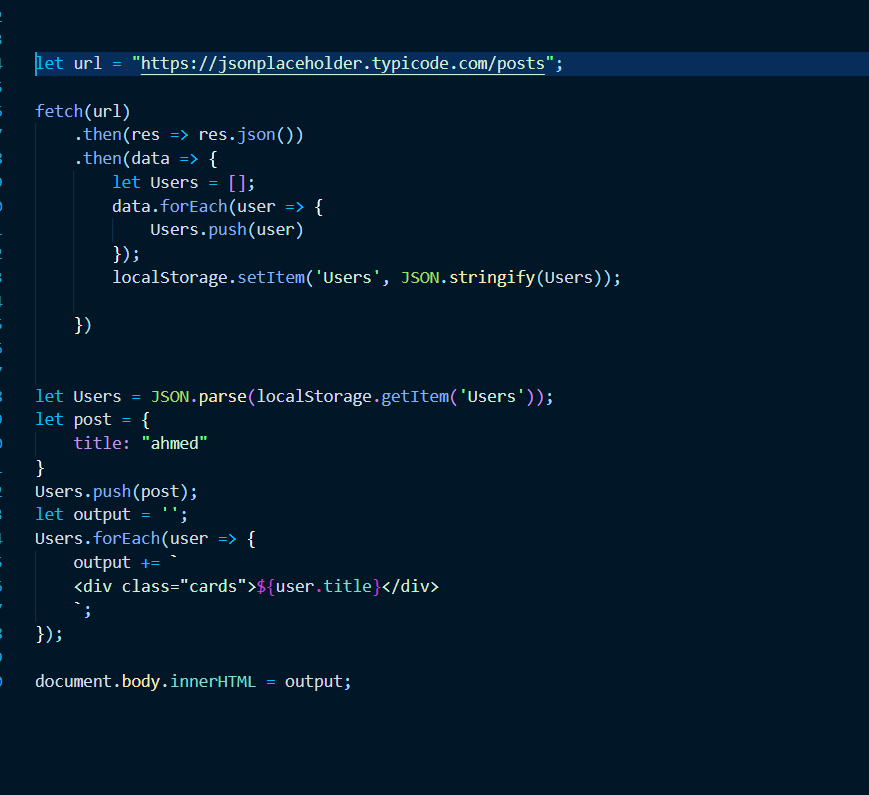 let url = "https://jsonplaceholder.typicode.com/posts";
fetch(url)
.then(res => res.json())
.then(data => {
let Users = [];
data.forEach(user => {
Users.push(user)
});
localStorage.setItem('Users', JSON.stringify(Users));
})
let Users = JSON.parse(localStorage.getItem('Users'));
let post = {
title: "ahmed"
}
Users.push(post);
let output = '';
Users.forEach(user => {
output += `
<div class="cards">${user.title}</div>
`;
});
document.body.innerHTML = output;